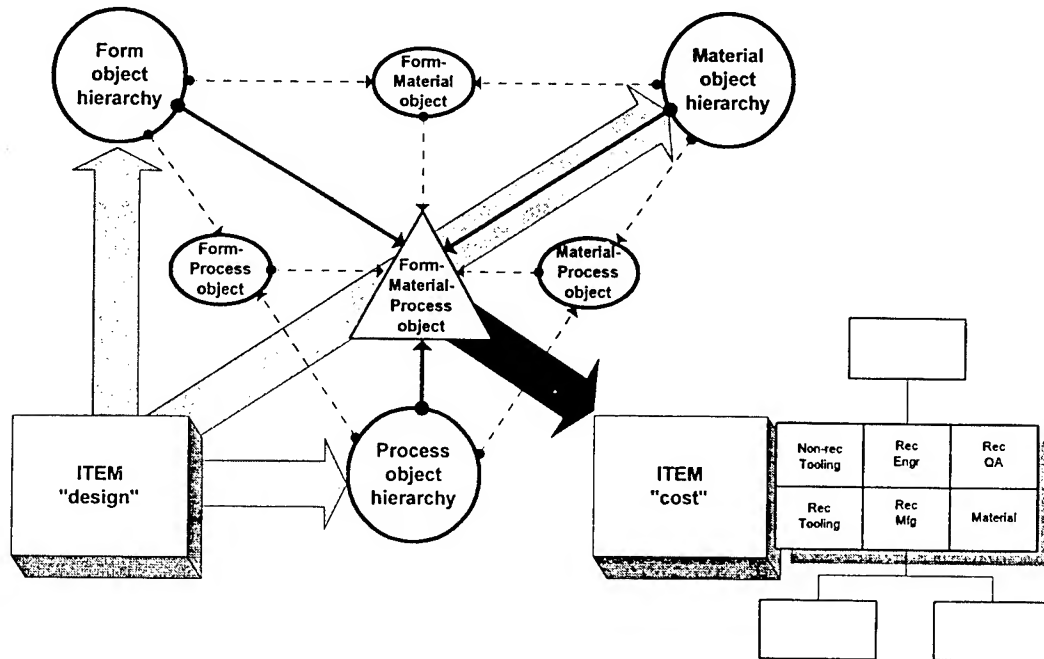 Form
object
hierarchy
Form-
Material
object
Material
object
hierarchy
Form-
Process
object
Form-
Material-
Process
object
Material-
Process
object
ITEM
"design"
Process
object
hierarchy
ITEM
"cost"
Non-rec
Tooling
Rec
Engr
Rec
QA
Rec
Tooling
Rec
Mfg
Material